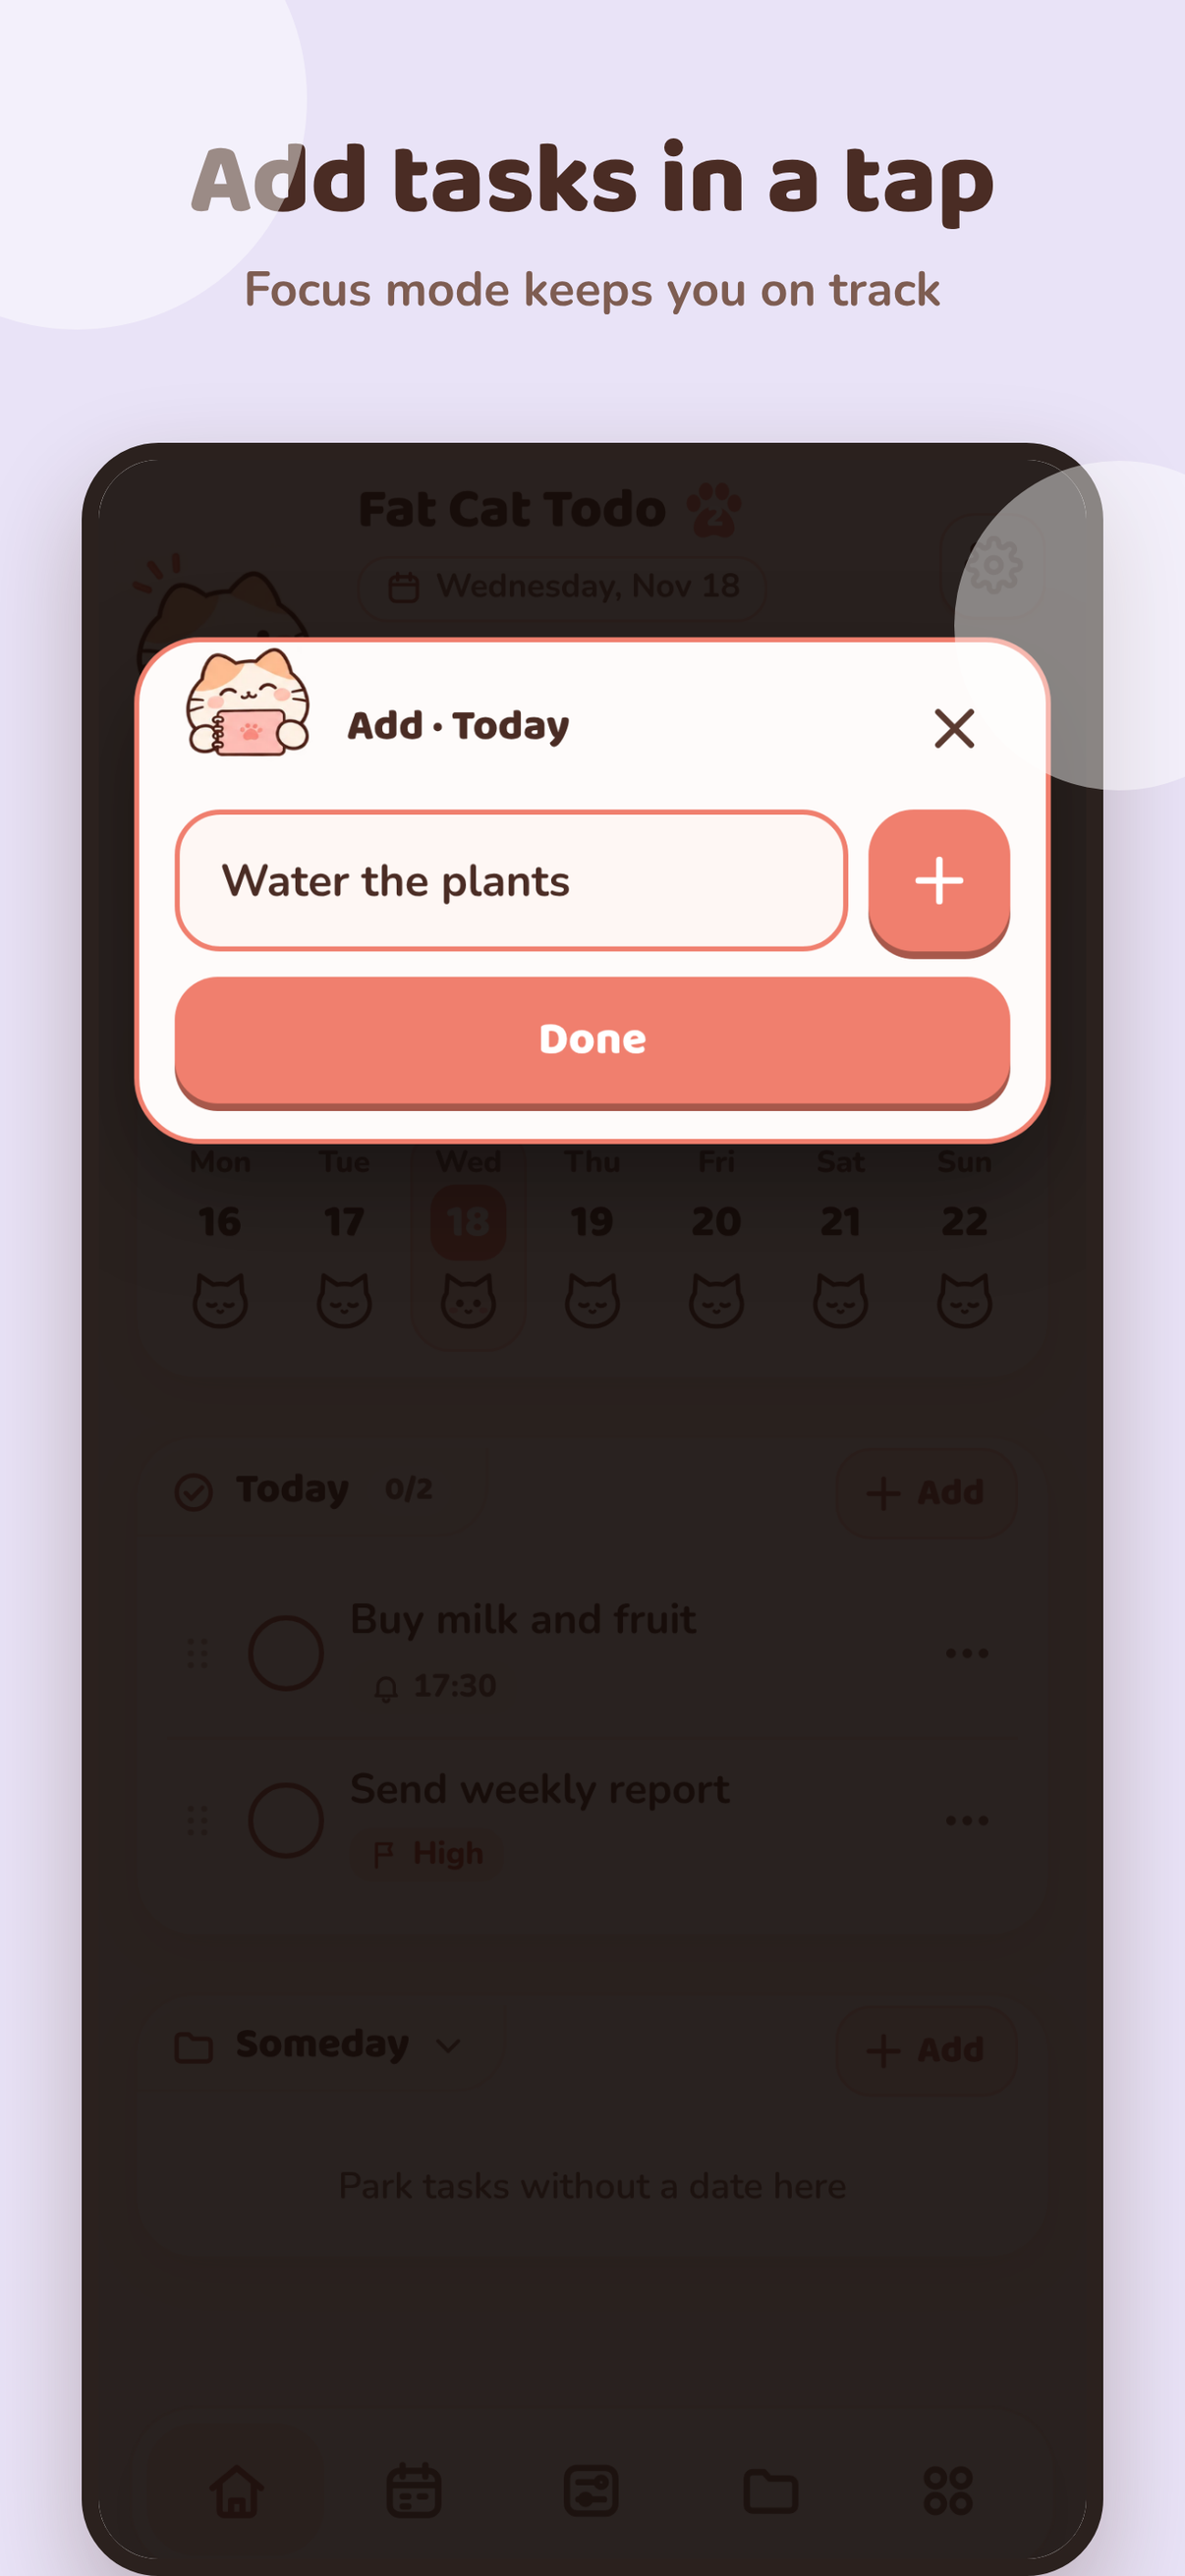 Add tasks in a tap
Focus mode keeps you on track
Fat Cat Todo 2
Wednesday, Nov 18
Add · Today
Water the plants
Done
Mon Tue Wed Thu Fri Sat Sun
16 17 18 19 20 21 22
Today 0/2 + Add
Buy milk and fruit
17:30
Send weekly report
High
Someday + Add
Park tasks without a date here